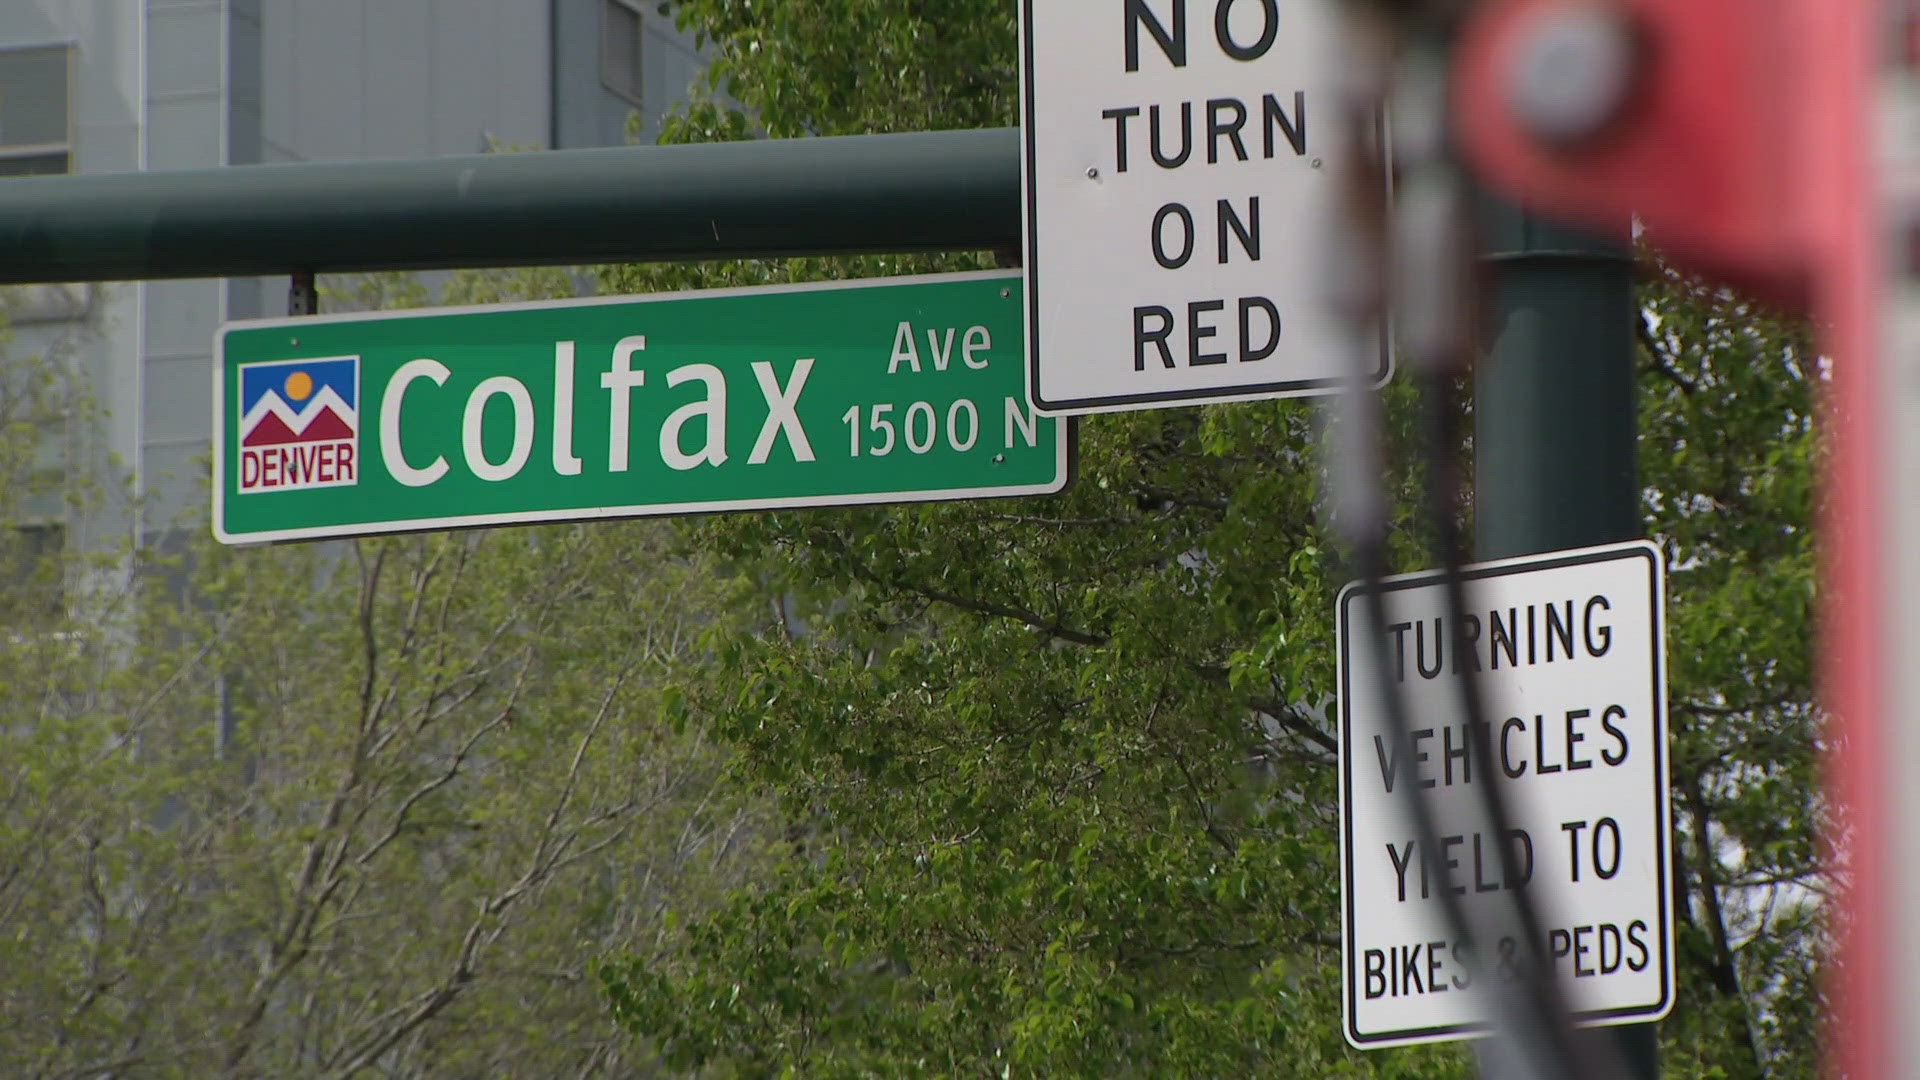 DENVER
Colfax Ave
1500 N
NO
TURN
ON
RED
TURNING
VEHICLES
YIELD TO
BIKES & PEDS